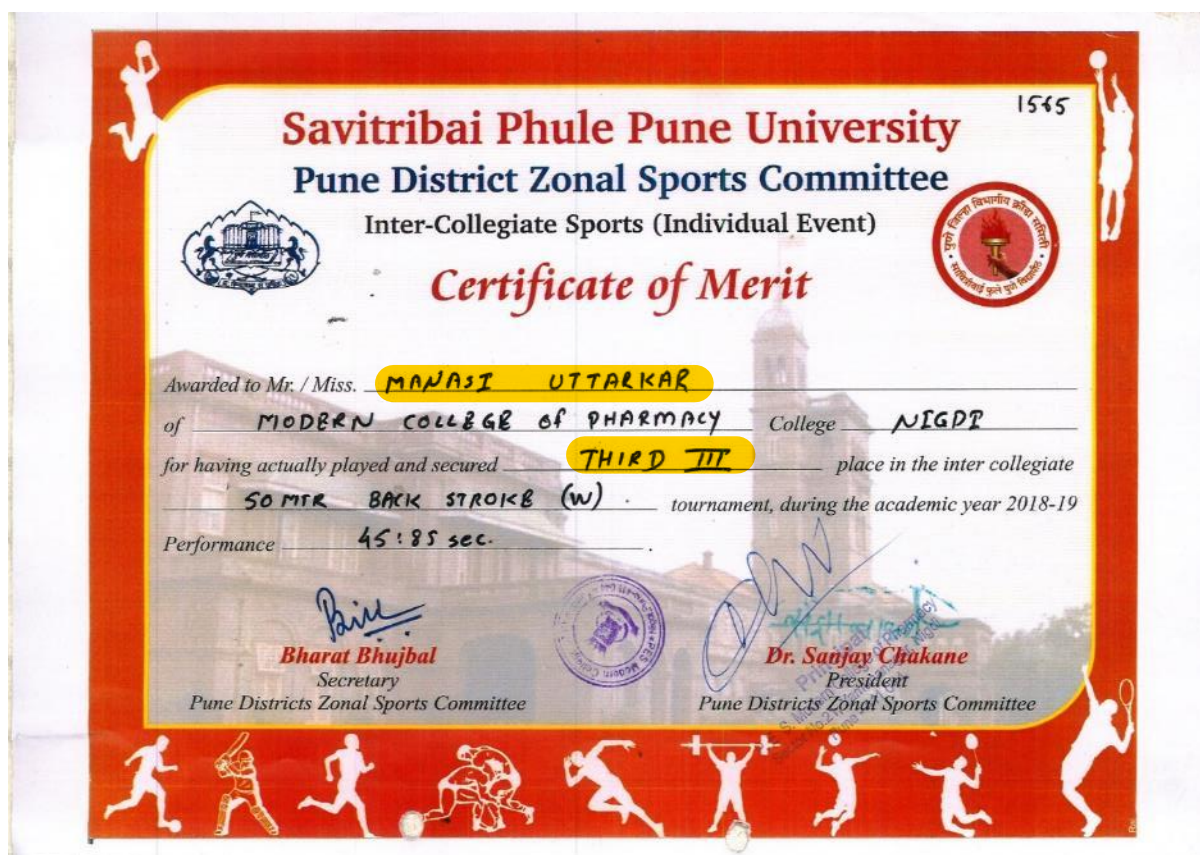 1565
Savitribai Phule Pune University
Pune District Zonal Sports Committee
Inter-Collegiate Sports (Individual Event)
पुणे जिल्हा विभागीय क्रीडा समिती
सावित्रीबाई फुले पुणे विद्यापीठ
Certificate of Merit
Awarded to Mr. / Miss. MANASI UTTARKAR
of MODERN COLLEGE OF PHARMACY College NIGDI
for having actually played and secured THIRD III place in the inter collegiate
50 MTR BACK STROKE (W) tournament, during the academic year 2018-19
Performance 45:85 sec.
Bharat Bhujbal
Secretary
Pune Districts Zonal Sports Committee
Dr. Sanjay Chakane
President
Pune Districts Zonal Sports Committee
Principal